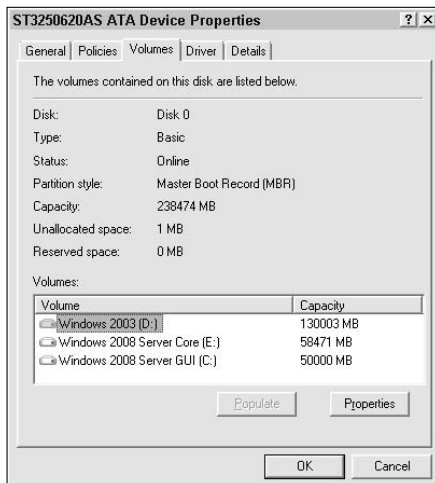 ST3250620AS ATA Device Properties ? ×
General Policies Volumes Driver Details
The volumes contained on this disk are listed below.
Disk: Disk 0
Type: Basic
Status: Online
Partition style: Master Boot Record (MBR)
Capacity: 238474 MB
Unallocated space: 1 MB
Reserved space: 0 MB
Volumes:
Volume Capacity
Windows 2003 (D:) 130003 MB
Windows 2008 Server Core (E:) 58471 MB
Windows 2008 Server GUI (C:) 50000 MB
Populate Properties
OK Cancel